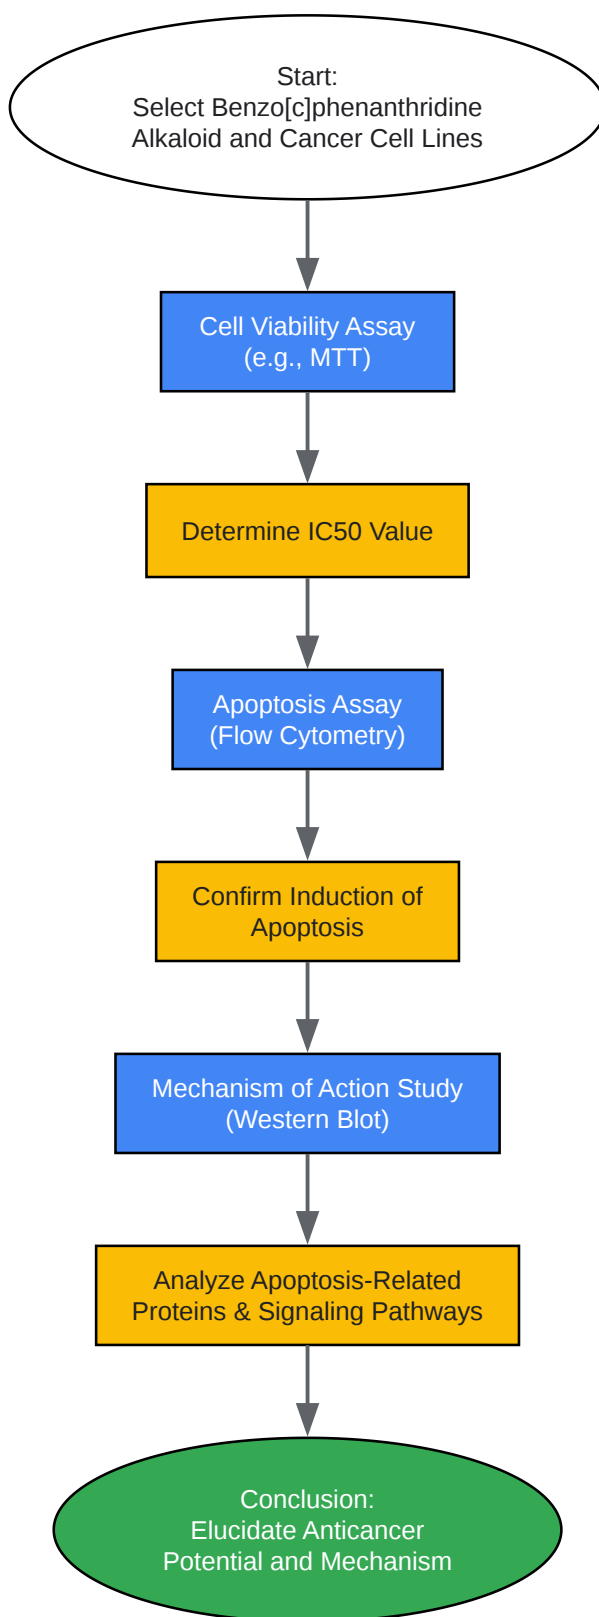 Start:
Select Benzo[c]phenanthridine
Alkaloid and Cancer Cell Lines
Cell Viability Assay
(e.g., MTT)
Determine IC50 Value
Apoptosis Assay
(Flow Cytometry)
Confirm Induction of
Apoptosis
Mechanism of Action Study
(Western Blot)
Analyze Apoptosis-Related
Proteins & Signaling Pathways
Conclusion:
Elucidate Anticancer
Potential and Mechanism